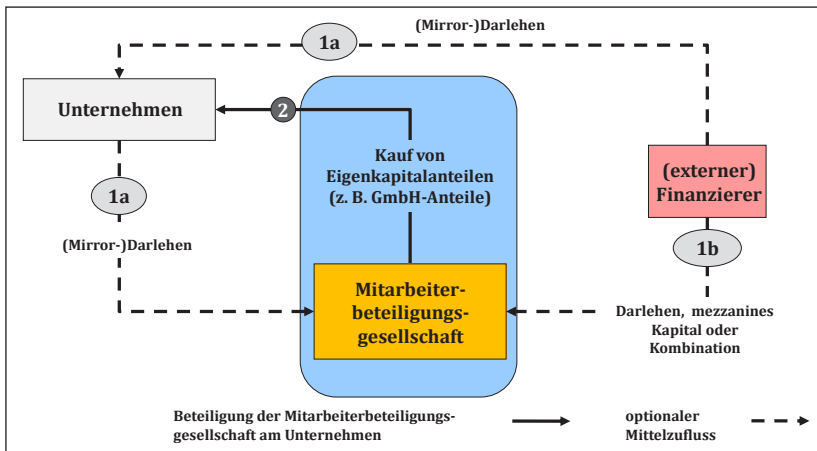 (Mirror-)Darlehen
1a
Unternehmen
2
Kauf von
Eigenkapitalanteilen
(z. B. GmbH-Anteile)
(externer)
Finanzierer
1a
(Mirror-)Darlehen
1b
Mitarbeiter-
beteiligungs-
gesellschaft
Darlehen, mezzanines
Kapital oder
Kombination
Beteiligung der Mitarbeiterbeteiligungs-
gesellschaft am Unternehmen
optionaler
Mittelzufluss